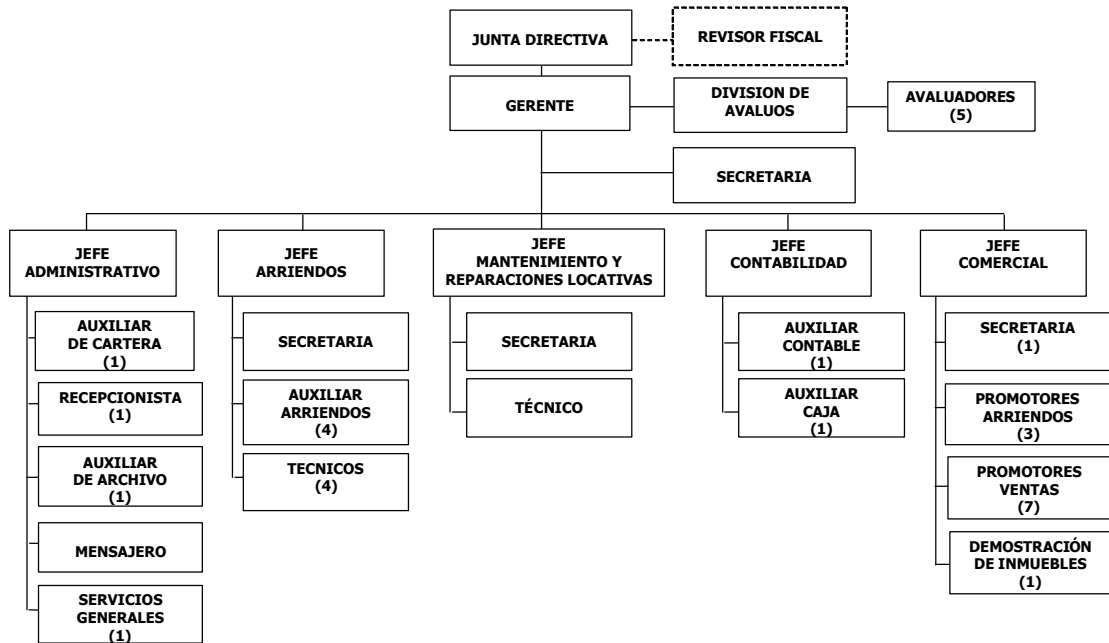 JUNTA DIRECTIVA
REVISOR FISCAL
GERENTE
DIVISION DE
AVALUOS
AVALUADORES
(5)
SECRETARIA
JEFE
ADMINISTRATIVO
JEFE
ARRIENDOS
JEFE
MANTENIMIENTO Y
REPARACIONES LOCATIVAS
JEFE
CONTABILIDAD
JEFE
COMERCIAL
AUXILIAR
DE CARTERA
(1)
RECEPCIONISTA
(1)
AUXILIAR
DE ARCHIVO
(1)
MENSAJERO
SERVICIOS
GENERALES
(1)
SECRETARIA
AUXILIAR
ARRIENDOS
(4)
TECNICOS
(4)
SECRETARIA
TÉCNICO
AUXILIAR
CONTABLE
(1)
AUXILIAR
CAJA
(1)
SECRETARIA
(1)
PROMOTORES
ARRIENDOS
(3)
PROMOTORES
VENTAS
(7)
DEMOSTRACIÓN
DE INMUEBLES
(1)